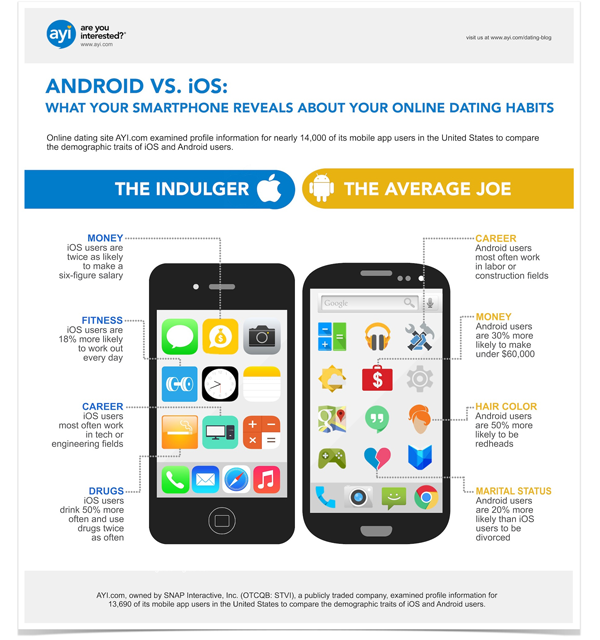 ayi
are you
interested?®
www.ayi.com
visit us at www.ayi.com/dating-blog
ANDROID VS. iOS:
WHAT YOUR SMARTPHONE REVEALS ABOUT YOUR ONLINE DATING HABITS
Online dating site AYI.com examined profile information for nearly 14,000 of its mobile app users in the United States to compare
the demographic traits of iOS and Android users.
THE INDULGER
THE AVERAGE JOE
MONEY
iOS users are
twice as likely
to make a
six-figure salary
FITNESS
iOS users are
18% more likely
to work out
every day
CAREER
iOS users
most often work
in tech or
engineering fields
DRUGS
iOS users
drink 50% more
often and use
drugs twice
as often
Google
CAREER
Android users
most often work
in labor or
construction fields
MONEY
Android users
are 30% more
likely to make
under $60,000
HAIR COLOR
Android users
are 50% more
likely to be
redheads
MARITAL STATUS
Android users
are 20% more
likely than iOS
users to be
divorced
$
$
AYI.com, owned by SNAP Interactive, Inc. (OTCQB: STVI), a publicly traded company, examined profile information for
13,690 of its mobile app users in the United States to compare the demographic traits of iOS and Android users.